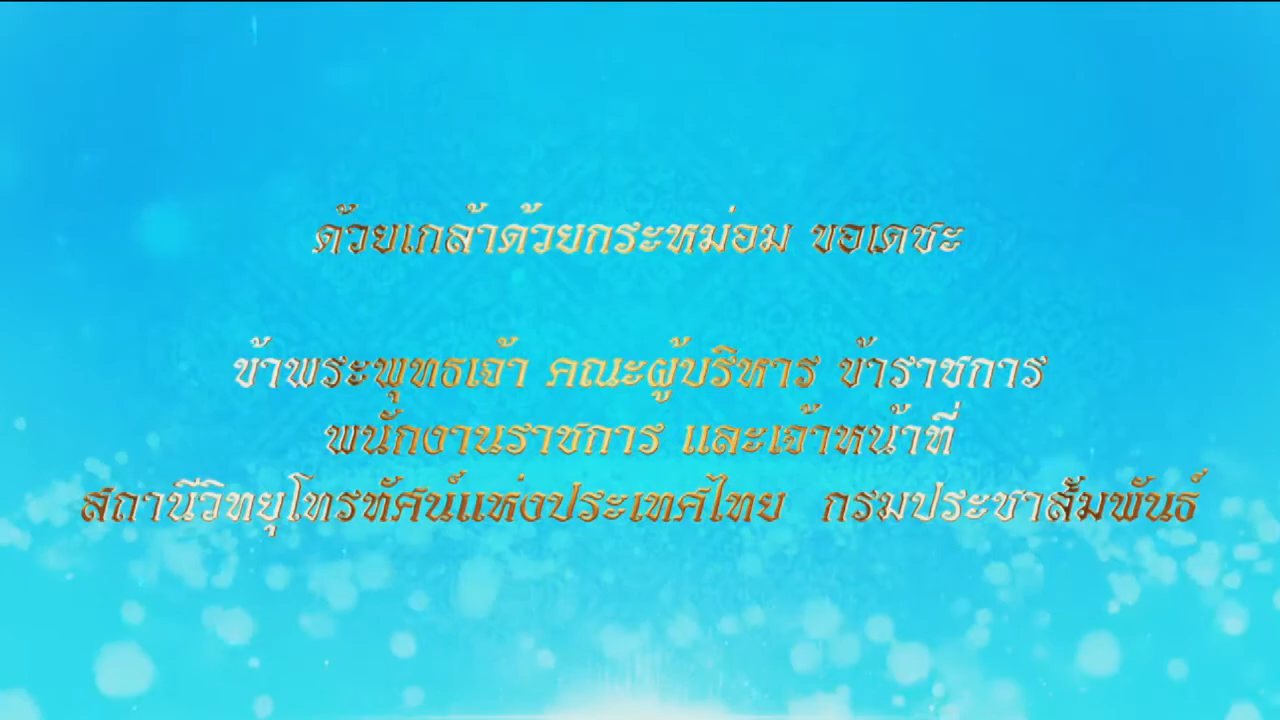 ด้วยเกล้าด้วยกระหม่อม ขอเดชะ
ข้าพระพุทธเจ้า คณะผู้บริหาร ข้าราชการ
พนักงานราชการ และเจ้าหน้าที่
สถานีวิทยุโทรทัศน์แห่งประเทศไทย กรมประชาสัมพันธ์